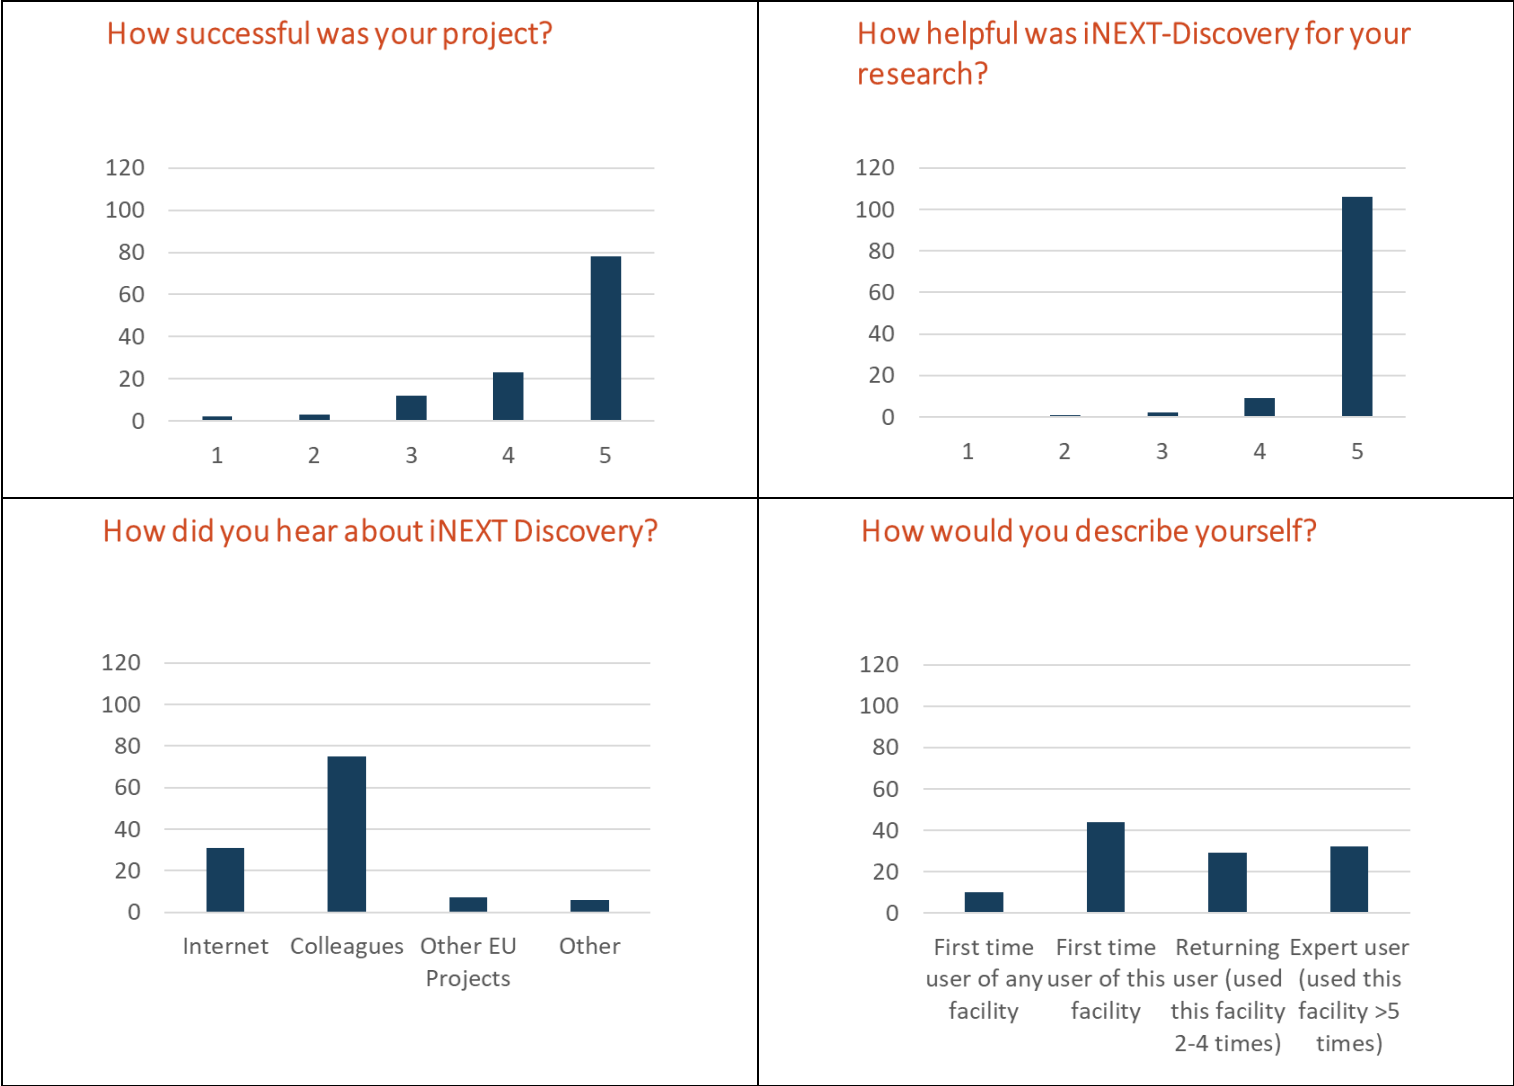 How successful was your project?
120
100
80
60
40
20
0
1 2 3 4 5
How helpful was iNEXT-Discovery for your
research?
120
100
80
60
40
20
0
1 2 3 4 5
How did you hear about iNEXT Discovery?
120
100
80
60
40
20
0
Internet Colleagues Other EU Other
Projects
How would you describe yourself?
120
100
80
60
40
20
0
First time First time Returning Expert user
user of any user of this user (used (used this
facility facility this facility facility >5
2-4 times) times)